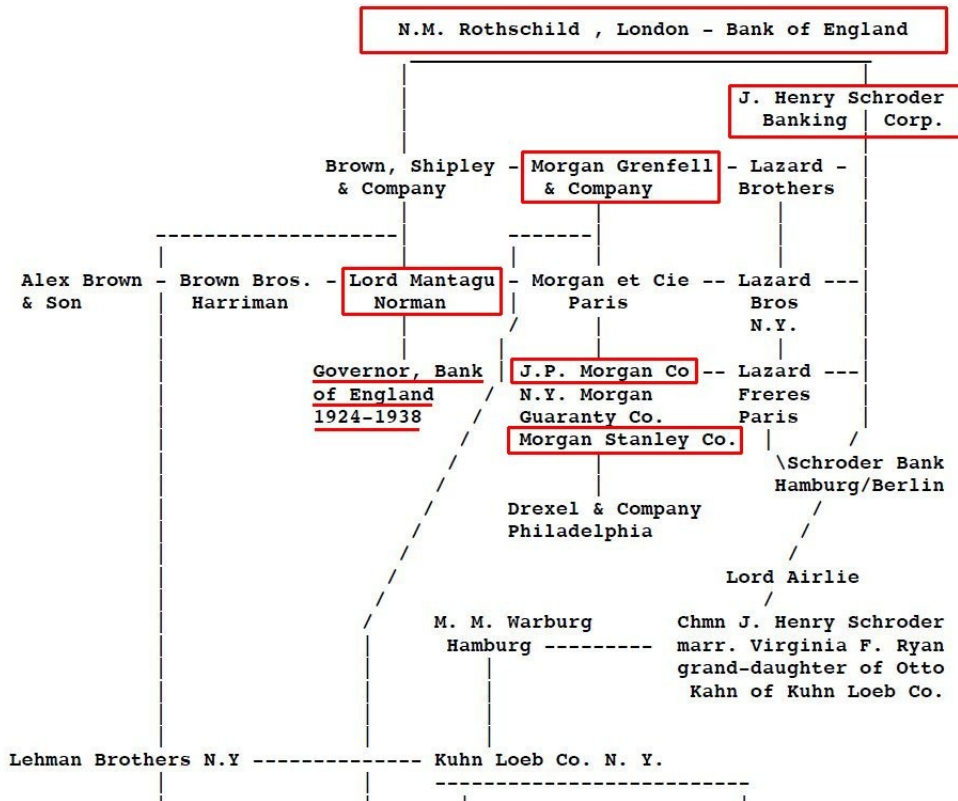 N.M. Rothschild , London - Bank of England
J. Henry Schroder
Banking | Corp.
Brown, Shipley - Morgan Grenfell - Lazard -
& Company & Company Brothers
Alex Brown - Brown Bros. - Lord Mantagu - Morgan et Cie -- Lazard ---
& Son Harriman Norman Paris Bros
N.Y.
Governor, Bank J.P. Morgan Co -- Lazard ---
of England N.Y. Morgan Freres
1924-1938 Guaranty Co. Paris
Morgan Stanley Co.
\Schroder Bank
Hamburg/Berlin
Drexel & Company
Philadelphia
Lord Airlie
M. M. Warburg Chmn J. Henry Schroder
Hamburg --------- marr. Virginia F. Ryan
grand-daughter of Otto
Kahn of Kuhn Loeb Co.
Lehman Brothers N.Y -------------- Kuhn Loeb Co. N. Y.